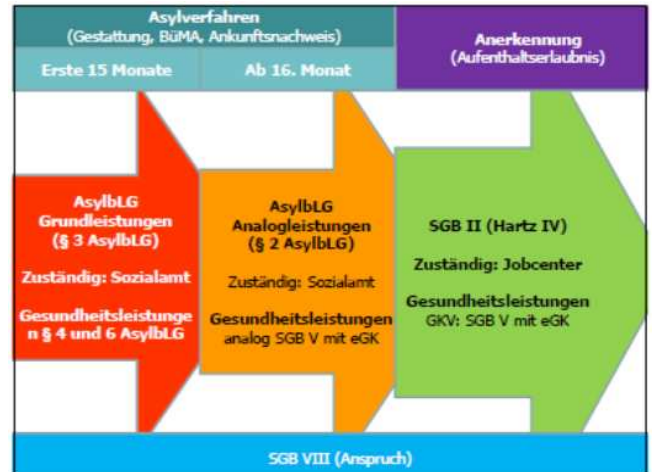 Asylverfahren
(Gestattung, BüMA, Ankunftsnachweis)
Erste 15 Monate
Ab 16. Monat
Anerkennung
(Aufenthaltserlaubnis)
AsylbLG
Grundleistungen
(§ 3 AsylbLG)
Zuständig: Sozialamt
Gesundheitsleistunge
n § 4 und 6 AsylbLG
AsylbLG
Analogleistungen
(§ 2 AsylbLG)
Zuständig: Sozialamt
Gesundheitsleistungen
analog SGB V mit eGK
SGB II (Hartz IV)
Zuständig: Jobcenter
Gesundheitsleistungen
GKV: SGB V mit eGK
SGB VIII (Anspruch)